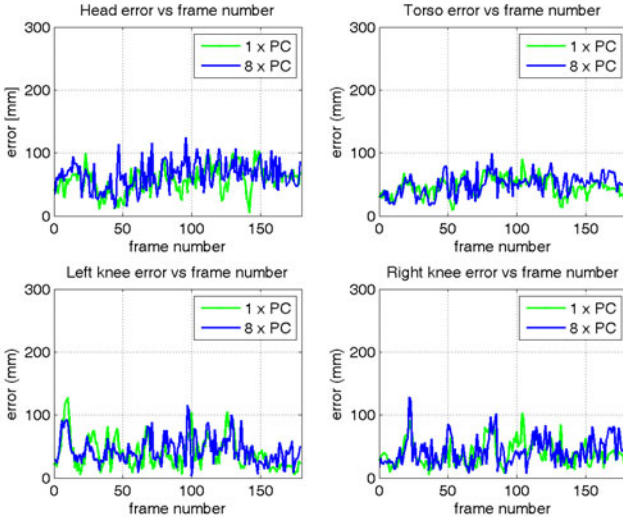 Head error vs frame number
300
200
100
0
error [mm]
1 x PC
8 x PC
0 50 100 150
frame number
Torso error vs frame number
300
200
100
0
error (mm)
1 x PC
8 x PC
0 50 100 150
frame number
Left knee error vs frame number
300
200
100
0
error (mm)
1 x PC
8 x PC
0 50 100 150
frame number
Right knee error vs frame number
300
200
100
0
error (mm)
1 x PC
8 x PC
0 50 100 150
frame number